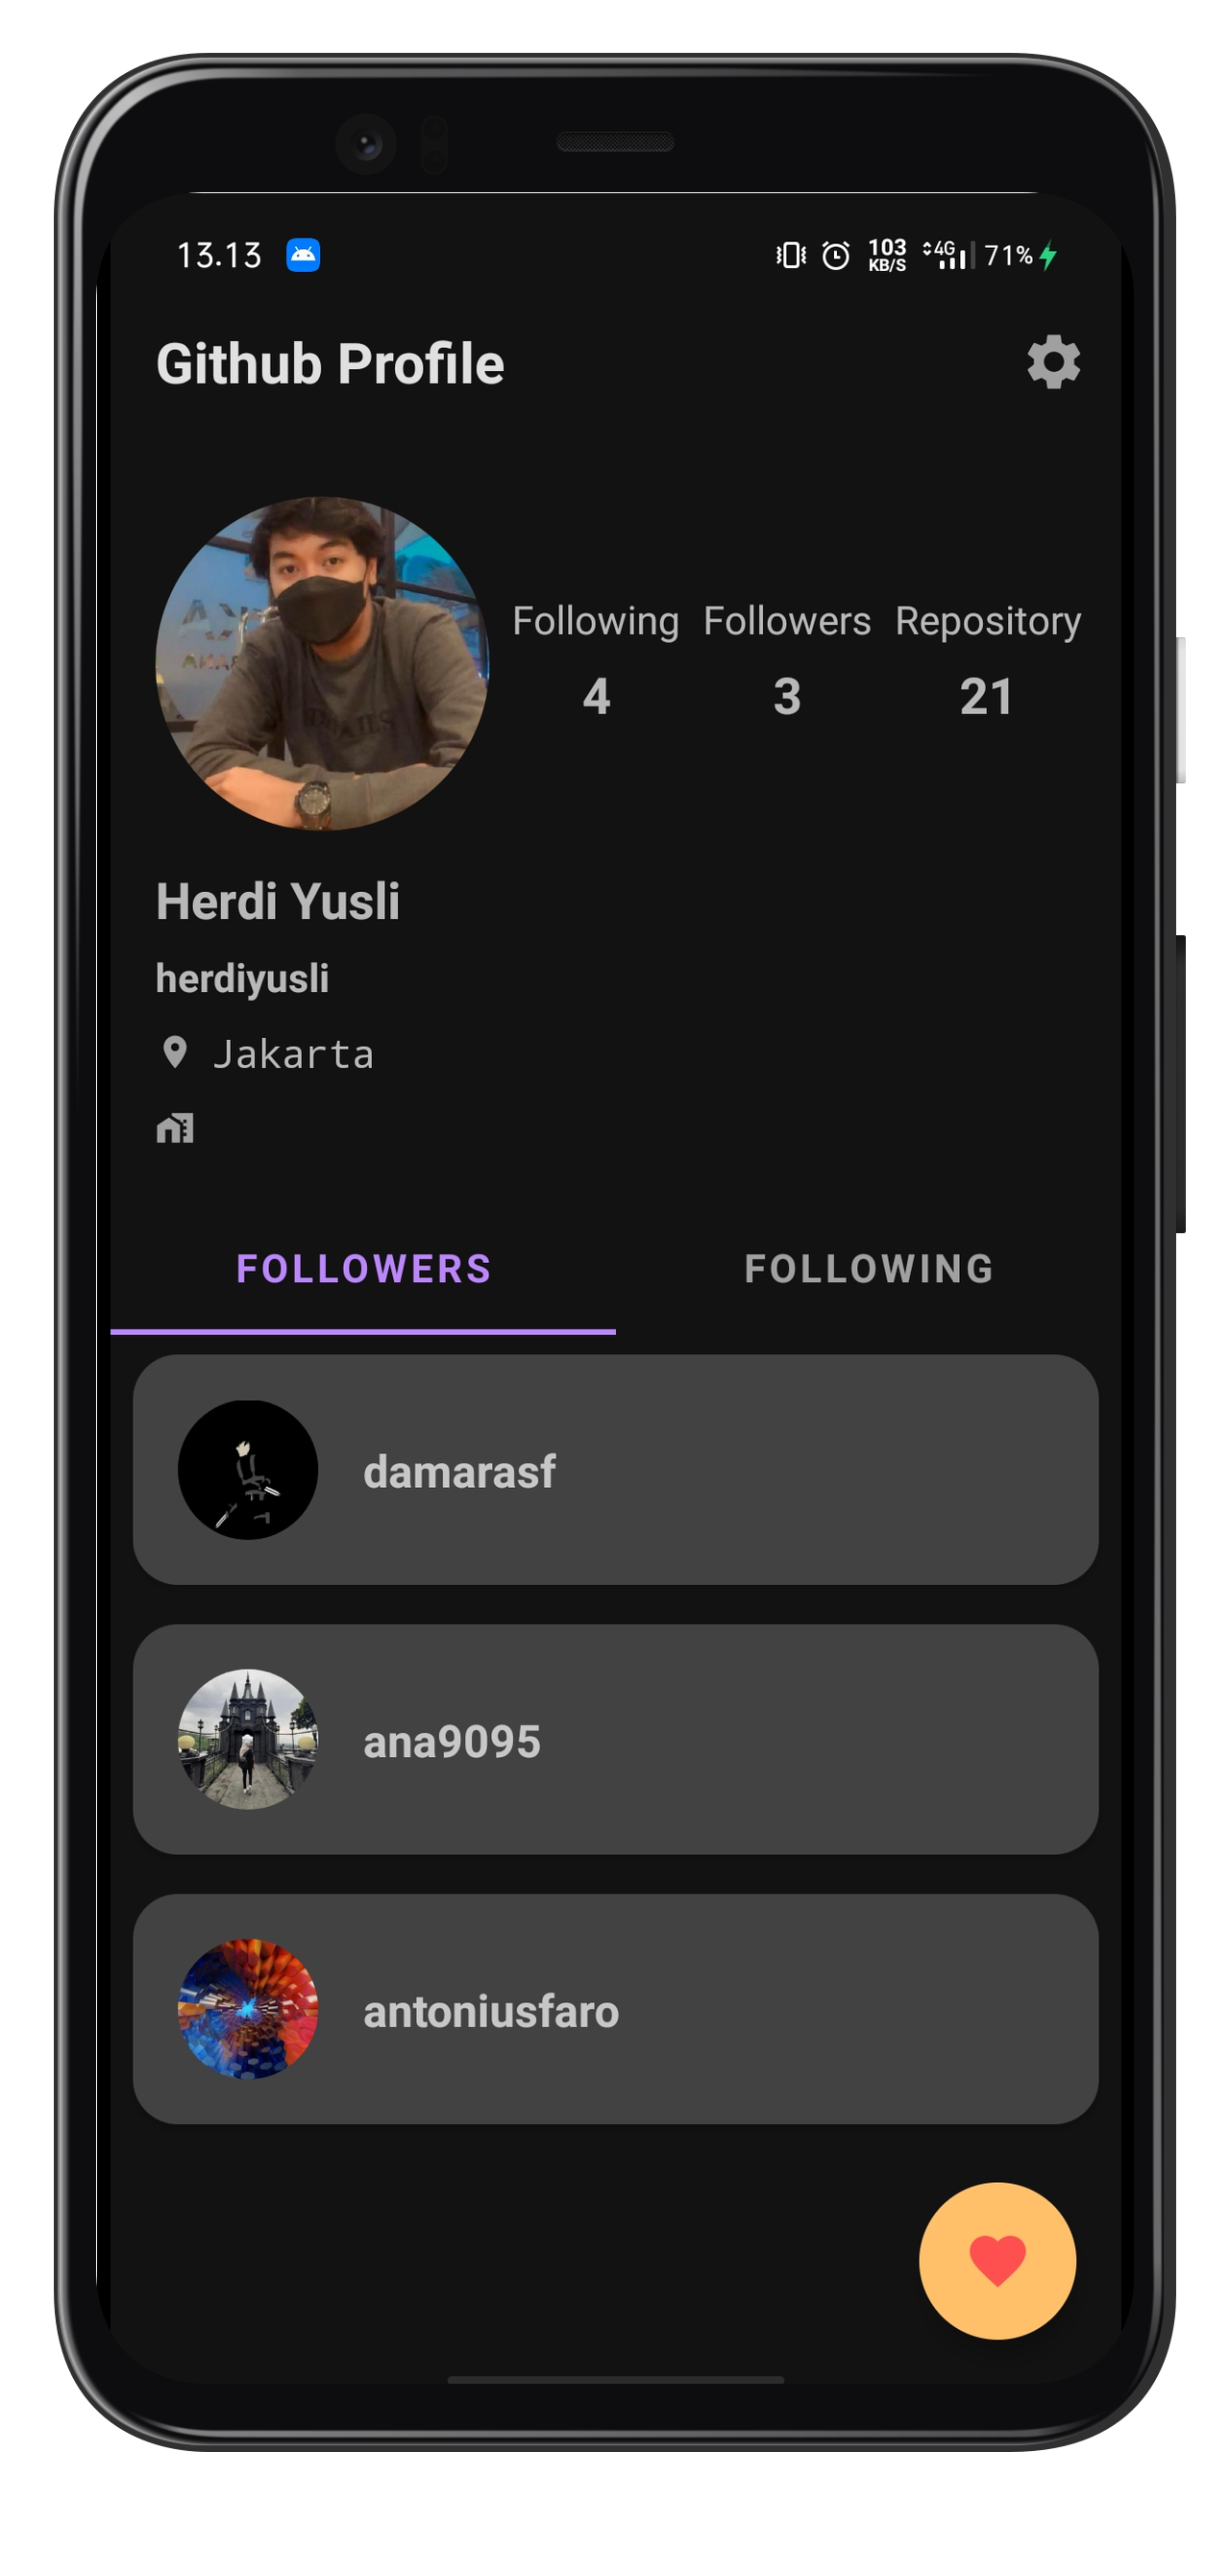 13.13 103 KB/S 4G 71%
Github Profile
Following Followers Repository
4 3 21
Herdi Yusli
herdiyusli
Jakarta
FOLLOWERS FOLLOWING
damarasf
ana9095
antoniusfaro